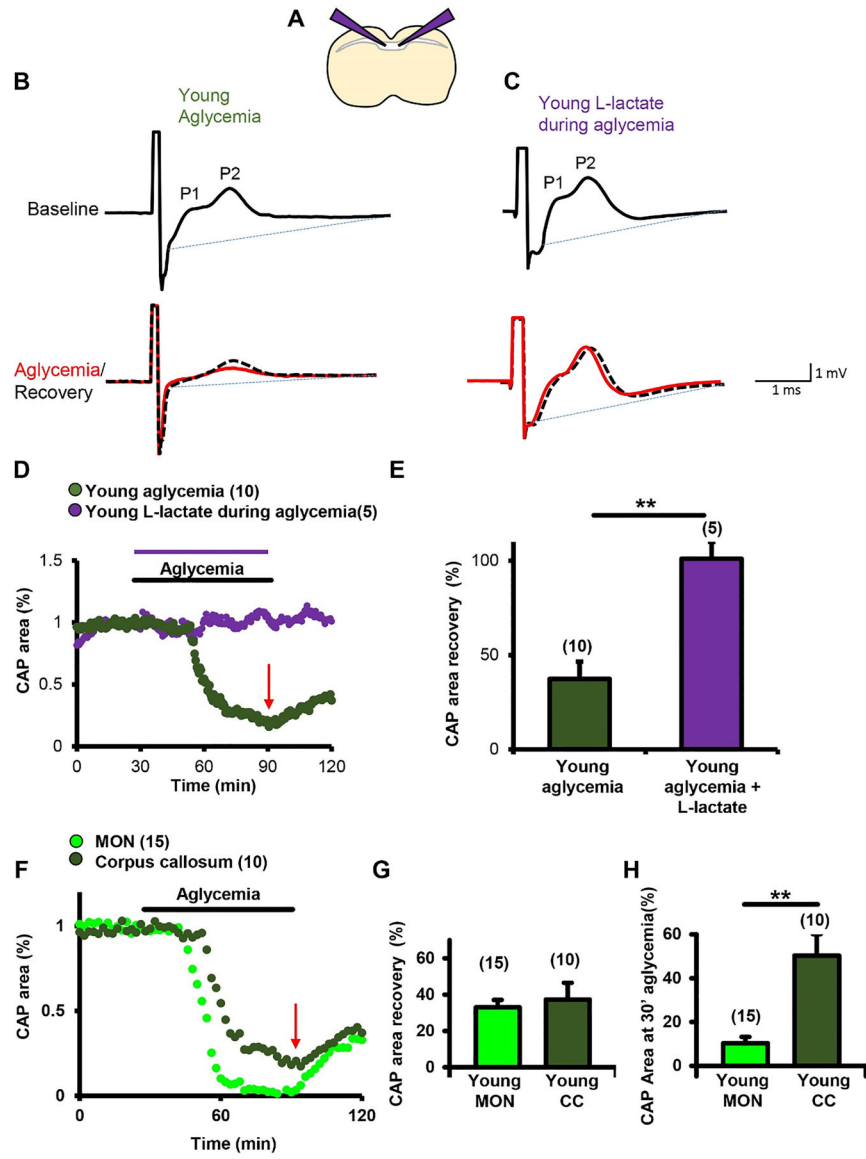 A
B
C
Young
Aglycemia
Young L-lactate
during aglycemia
P1
P2
P1
P2
Baseline
Aglycemia/
Recovery
1 mV
1 ms
D
Young aglycemia (10)
Young L-lactate during aglycemia(5)
1.5
1
0.5
0
CAP area (%)
Aglycemia
0
30
60
90
120
Time (min)
E
**
(5)
(10)
100
50
0
CAP area recovery (%)
Young
aglycemia
Young
aglycemia +
L-lactate
F
MON (15)
Corpus callosum (10)
Aglycemia
1
0.5
0
CAP area (%)
0
60
120
Time (min)
G
60
40
20
0
CAP area recovery (%)
(15)
(10)
Young
MON
Young
CC
H
**
(10)
(15)
60
40
20
0
CAP Area at 30' aglycemia(%)
Young
MON
Young
CC